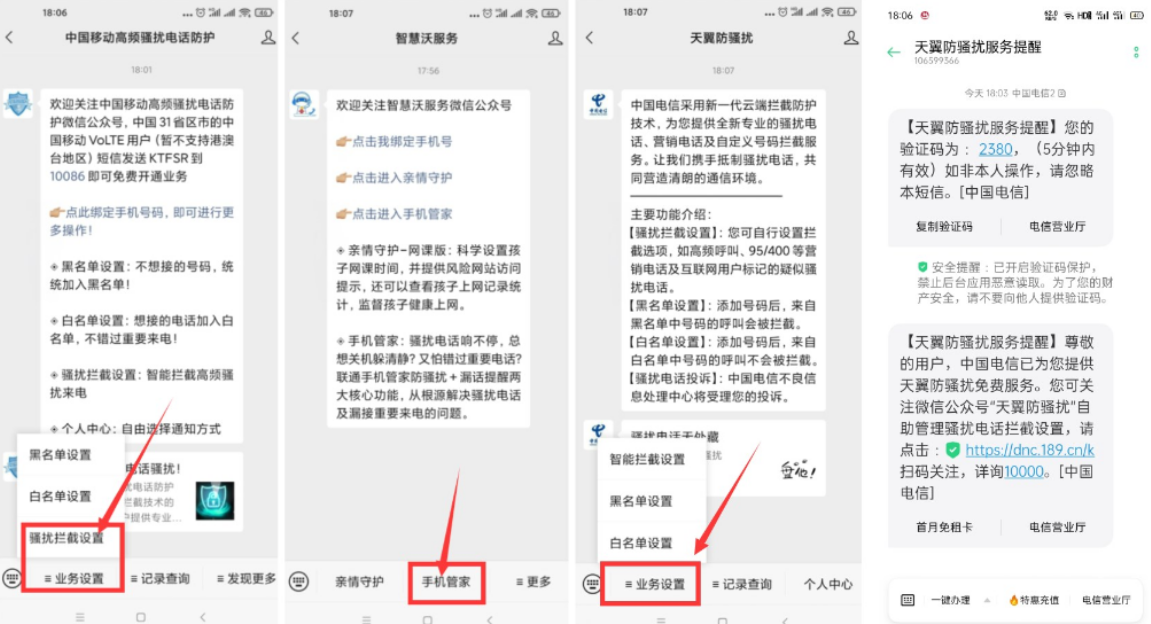 18:06
中国移动高频骚扰电话防护
18:01
欢迎关注中国移动高频骚扰电话防
护微信公众号，中国 31 省区市的中
国移动 VoLTE 用户（暂不支持港澳
台地区）短信发送 KTFSR 到
10086 即可免费开通业务
点此绑定手机号码，即可进行更
多操作！
黑名单设置：不想接的号码，统
统加入黑名单！
白名单设置：想接的电话加入白
名单，不错过重要来电！
骚扰拦截设置：智能拦截高频骚
扰来电
个人中心：自由选择通知方式
电话骚扰！
扰电话防护
拦截技术的
户提供专业...
黑名单设置
白名单设置
骚扰拦截设置
≡ 业务设置
≡ 记录查询
≡ 发现更多
18:07
智慧沃服务
17:56
欢迎关注智慧沃服务微信公众号
点击我绑定手机号
点击进入亲情守护
点击进入手机管家
亲情守护-网课版：科学设置孩
子网课时间，并提供风险网站访问
提示，还可以查看孩子上网记录统
计，监督孩子健康上网。
手机管家：骚扰电话响不停，总
想关机躲清静？又怕错过重要电话？
联通手机管家防骚扰 + 漏话提醒两
大核心功能，从根源解决骚扰电话
及漏接重要来电的问题。
亲情守护
手机管家
≡ 更多
18:07
天翼防骚扰
18:07
中国电信采用新一代云端拦截防护
技术，为您提供全新专业的骚扰电
话、营销电话及自定义号码拦截服
务。让我们携手抵制骚扰电话，共
同营造清朗的通信环境。
主要功能介绍：
【骚扰拦截设置】：您可自行设置拦
截选项，如高频呼叫、95/400 等营
销电话及互联网用户标记的疑似骚
扰电话。
【黑名单设置】：添加号码后，来自
黑名单中号码的呼叫会被拦截。
【白名单设置】：添加号码后，来自
白名单中号码的呼叫不会被拦截。
【骚扰电话投诉】：中国电信不良信
息处理中心将受理您的投诉。
骚扰电话无处藏
骚扰
智能拦截设置
黑名单设置
白名单设置
≡ 业务设置
≡ 记录查询
个人中心
18:06
天翼防骚扰服务提醒
106599366
今天 18:03 中国电信2
【天翼防骚扰服务提醒】您的
验证码为：2380，（5分钟内
有效）如非本人操作，请忽略
本短信。[中国电信]
复制验证码
电信营业厅
安全提醒：已开启验证码保护，
禁止后台应用恶意读取。为了您的财
产安全，请不要向他人提供验证码。
【天翼防骚扰服务提醒】尊敬
的用户，中国电信已为您提供
天翼防骚扰免费服务。您可关
注微信公众号“天翼防骚扰”自
助管理骚扰电话拦截设置，请
点击：https://dnc.189.cn/k
扫码关注，详询10000。[中国
电信]
首月免租卡
电信营业厅
一键办理
特惠充值
电信营业厅